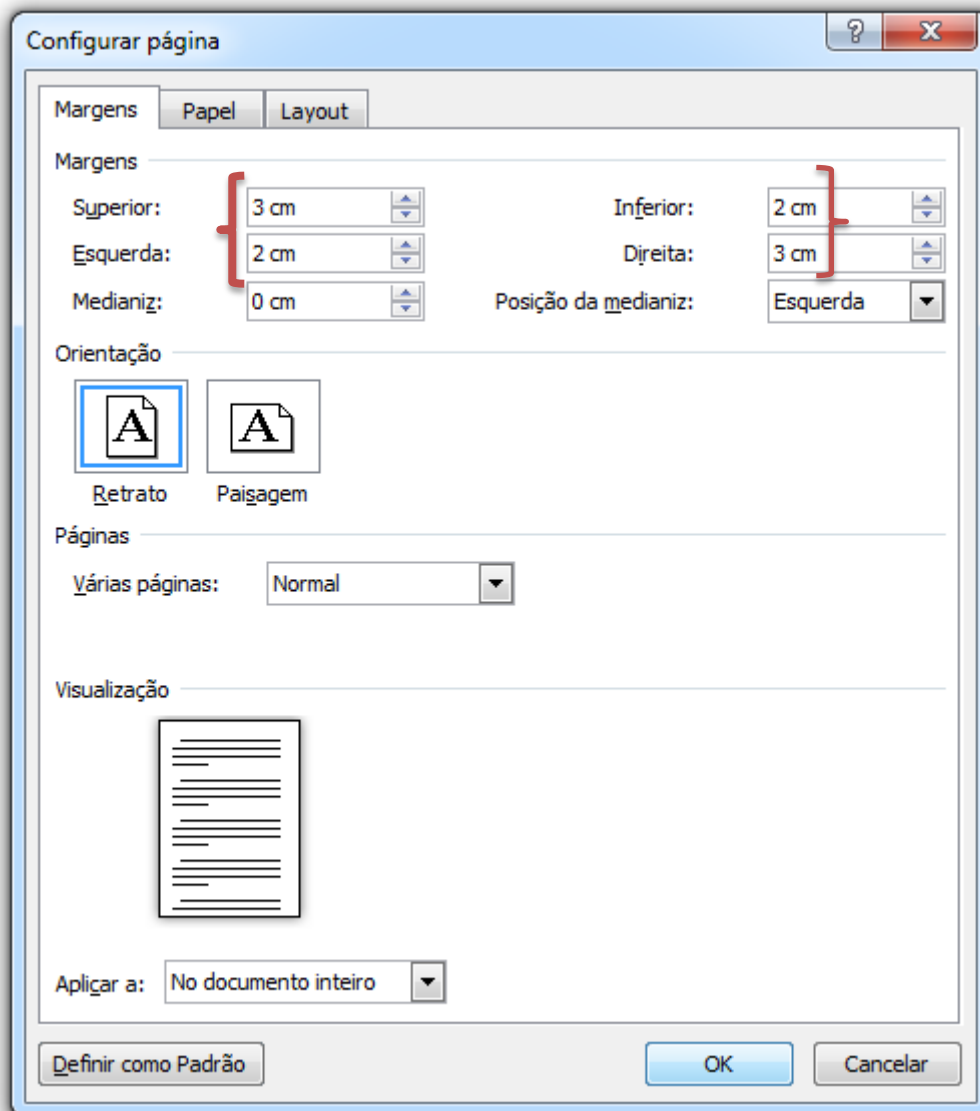 Configurar página
Margens Papel Layout
Margens
Superior: 3 cm Inferior: 2 cm
Esquerda: 2 cm Direita: 3 cm
Medianiz: 0 cm Posição da medianiz: Esquerda
Orientação
A A
Retrato Paisagem
Páginas
Várias páginas: Normal
Visualização
Aplicar a: No documento inteiro
Definir como Padrão OK Cancelar